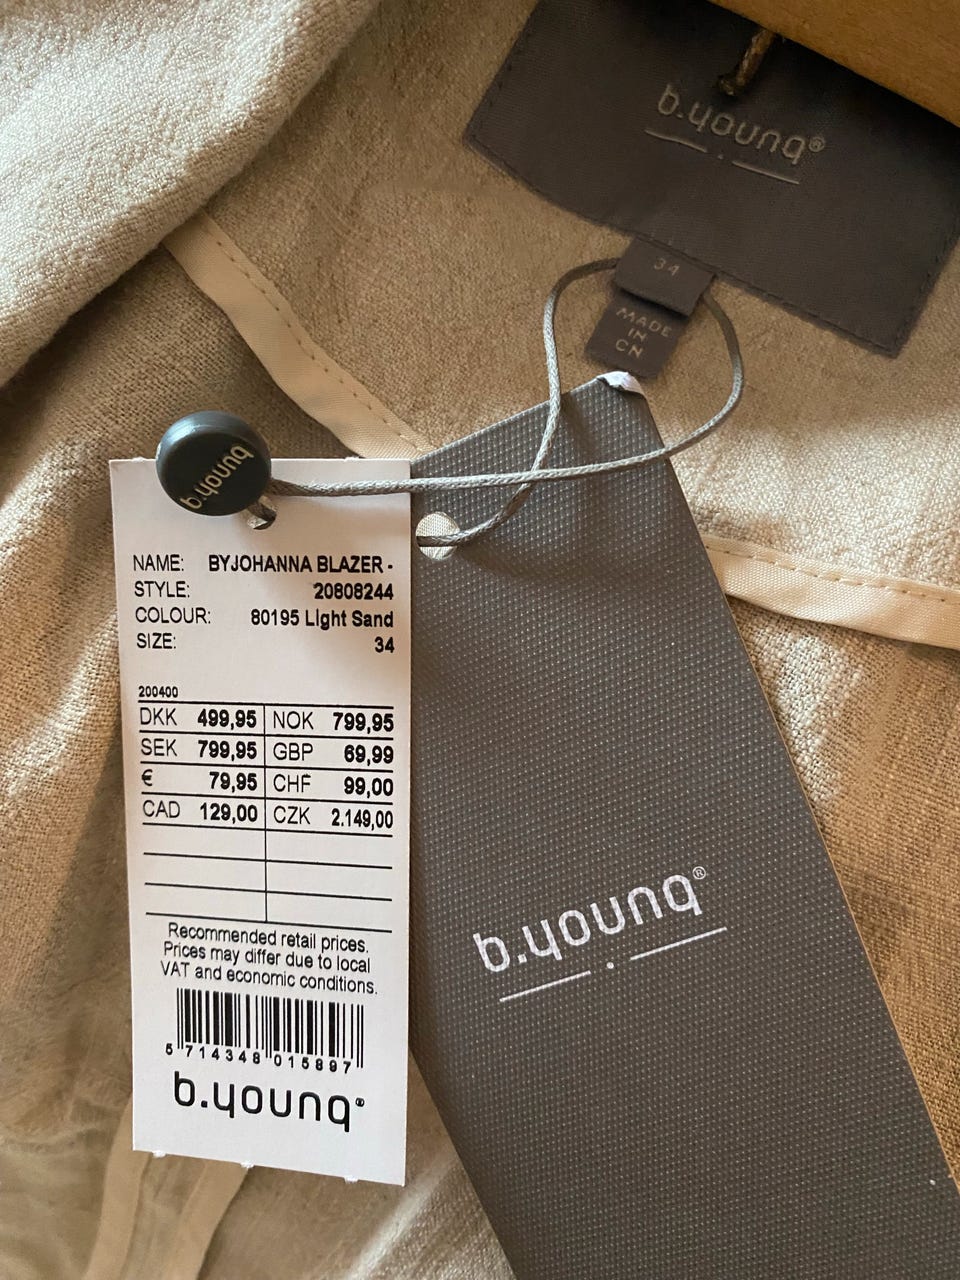 b.young®
34
MADE
IN
CN
b.young
NAME: BYJOHANNA BLAZER -
STYLE: 20808244
COLOUR: 80195 Light Sand
SIZE: 34
200400
DKK 499,95 NOK 799,95
SEK 799,95 GBP 69,99
€ 79,95 CHF 99,00
CAD 129,00 CZK 2.149,00
Recommended retail prices.
Prices may differ due to local
VAT and economic conditions.
5 714348 015897
b.young®
b.young®